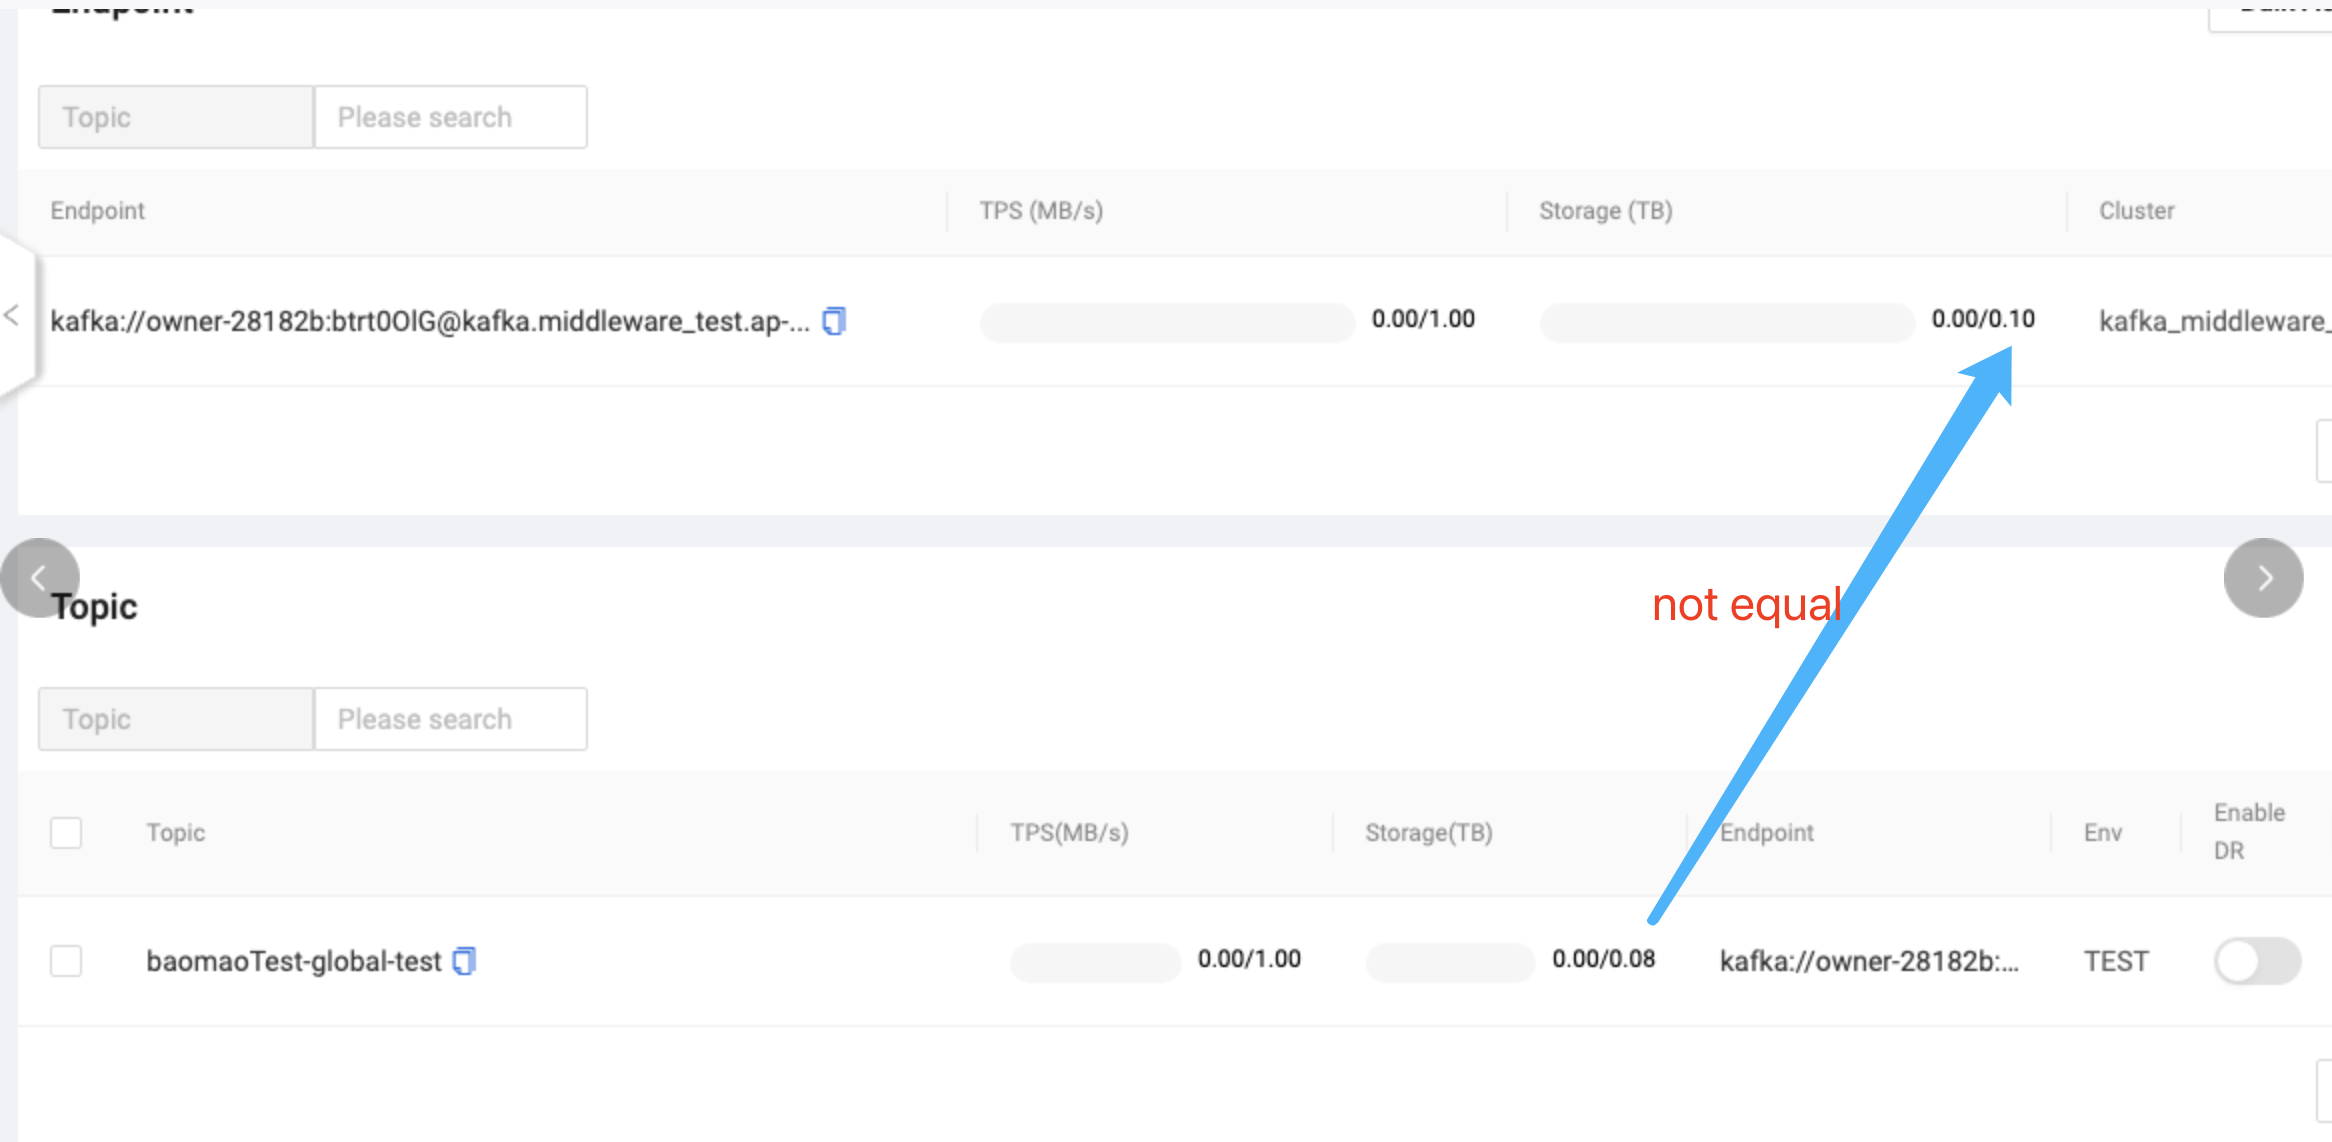 Endpoint
Topic Please search
Endpoint TPS (MB/s) Storage (TB) Cluster
kafka://owner-28182b:btrt0OlG@kafka.middleware_test.ap-... 0.00/1.00 0.00/0.10 kafka_middleware_
not equal
Topic
Topic Please search
Topic TPS(MB/s) Storage(TB) Endpoint Env Enable DR
baomaoTest-global-test 0.00/1.00 0.00/0.08 kafka://owner-28182b:... TEST